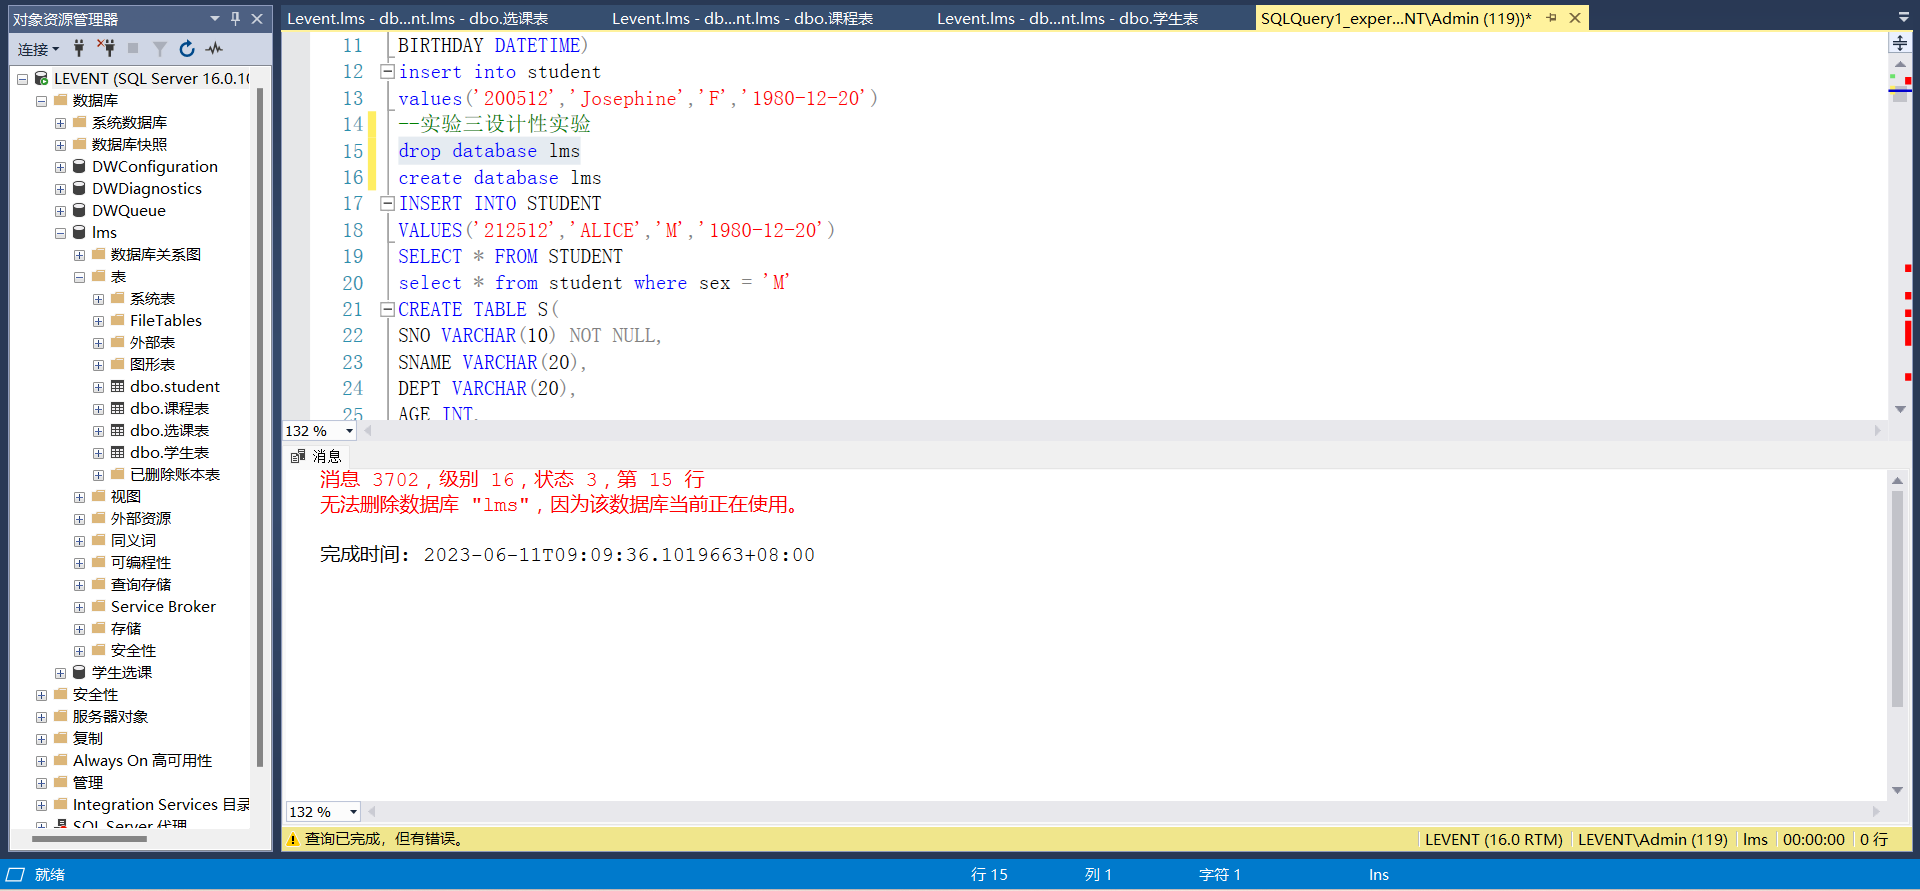 对象资源管理器
连接
LEVENT (SQL Server 16.0.10
数据库
系统数据库
数据库快照
DWConfiguration
DWDiagnostics
DWQueue
lms
数据库关系图
表
系统表
FileTables
外部表
图形表
dbo.student
dbo.课程表
dbo.选课表
dbo.学生表
已删除账本表
视图
外部资源
同义词
可编程性
查询存储
Service Broker
存储
安全性
学生选课
安全性
服务器对象
复制
Always On 高可用性
管理
Integration Services 目录
SQL Server 代理
Levent.lms - db...nt.lms - dbo.选课表
Levent.lms - db...nt.lms - dbo.课程表
Levent.lms - db...nt.lms - dbo.学生表
SQLQuery1_exper...NT\Admin (119))*
11 BIRTHDAY DATETIME)
12 insert into student
13 values('200512','Josephine','F','1980-12-20')
14 --实验三设计性实验
15 drop database lms
16 create database lms
17 INSERT INTO STUDENT
18 VALUES('212512','ALICE','M','1980-12-20')
19 SELECT * FROM STUDENT
20 select * from student where sex = 'M'
21 CREATE TABLE S(
22 SNO VARCHAR(10) NOT NULL,
23 SNAME VARCHAR(20),
24 DEPT VARCHAR(20),
25 AGE INT,
132 %
消息
消息 3702，级别 16，状态 3，第 15 行
无法删除数据库 "lms"，因为该数据库当前正在使用。
完成时间: 2023-06-11T09:09:36.1019663+08:00
132 %
查询已完成，但有错误。
LEVENT (16.0 RTM)
LEVENT\Admin (119)
lms
00:00:00
0 行
就绪
行 15
列 1
字符 1
Ins